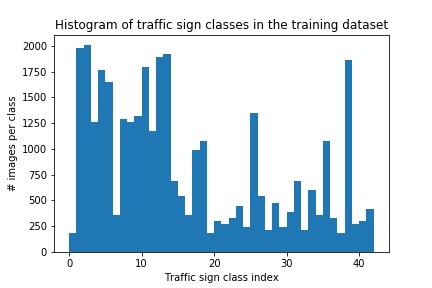 Histogram of traffic sign classes in the training dataset
# images per class
2000
1750
1500
1250
1000
750
500
250
0
0 10 20 30 40
Traffic sign class index